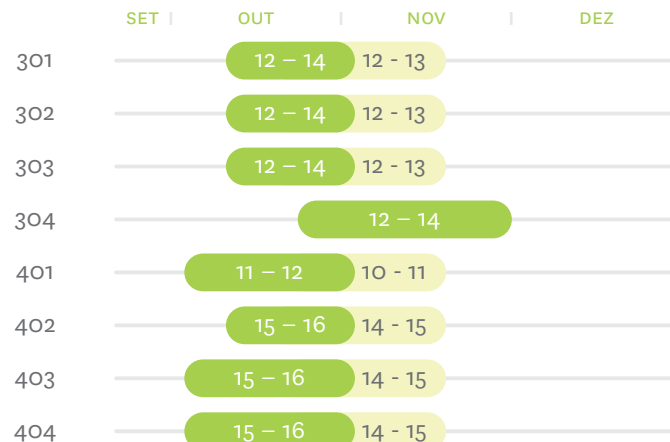 SET OUT NOV DEZ
301 12 – 14 12 - 13
302 12 – 14 12 - 13
303 12 – 14 12 - 13
304 12 – 14
401 11 – 12 10 - 11
402 15 – 16 14 - 15
403 15 – 16 14 - 15
404 15 – 16 14 - 15